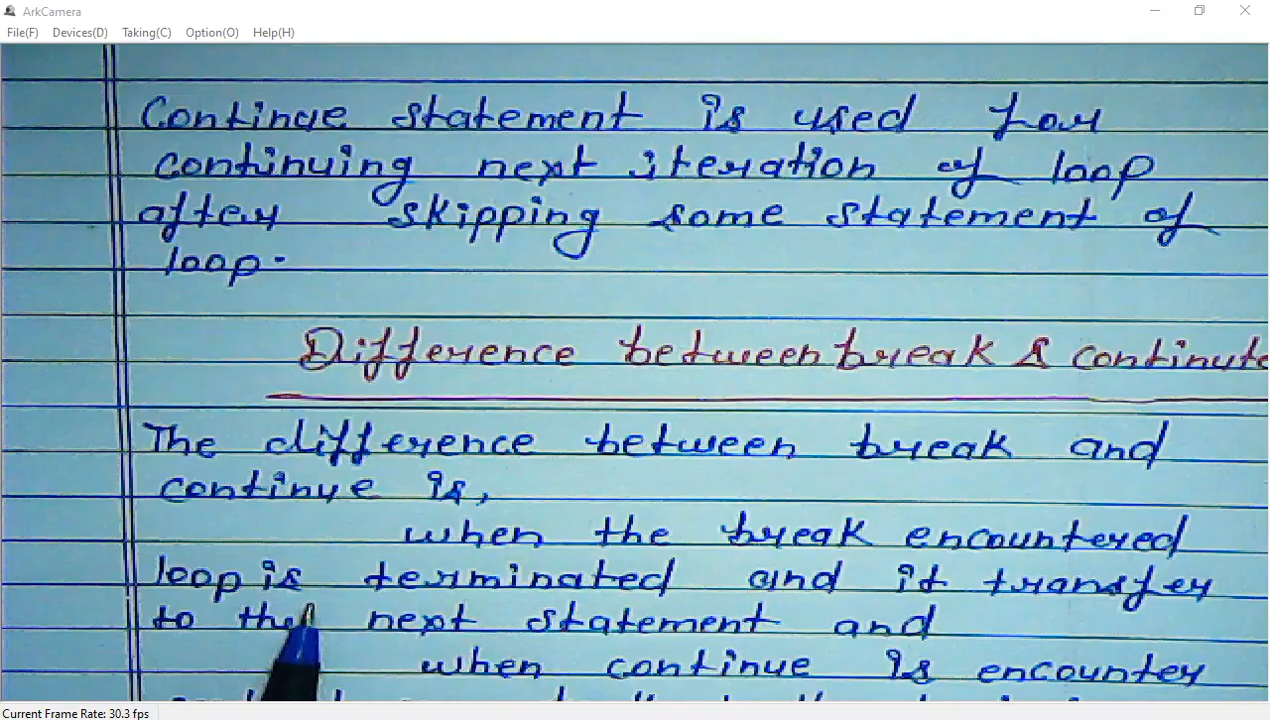 ArkCamera
File(F) Devices(D) Taking(C) Option(O) Help(H)
Continue statement is used for
continuing next iteration of loop
after skipping some statement of
loop.
Difference between break & continute
The difference between break and
continue is,
when the break encountered
loop is terminated and it transfer
to the next statement and
when continue is encounter
Current Frame Rate: 30.3 fps